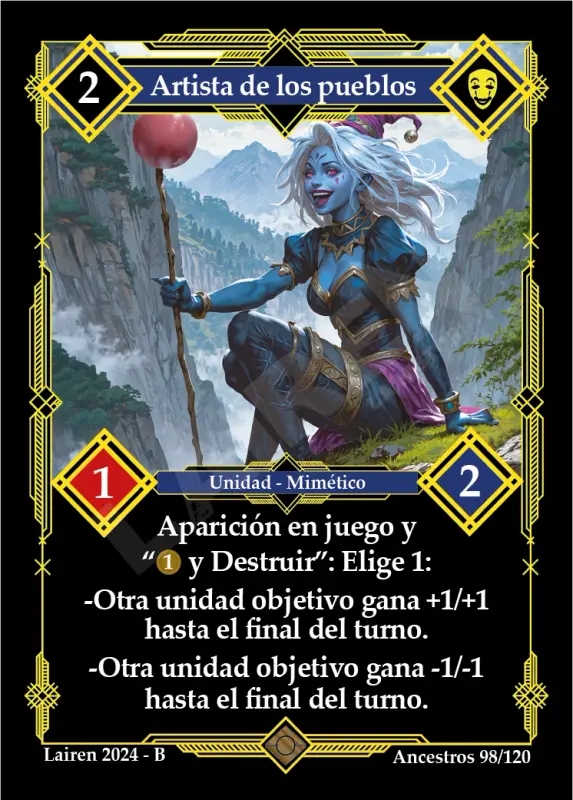 2
Artista de los pueblos
1
Unidad - Mimético
2
Aparición en juego y
“1 y Destruir”: Elige 1:
-Otra unidad objetivo gana +1/+1
hasta el final del turno.
-Otra unidad objetivo gana -1/-1
hasta el final del turno.
Lairen 2024 - B
Ancestros 98/120